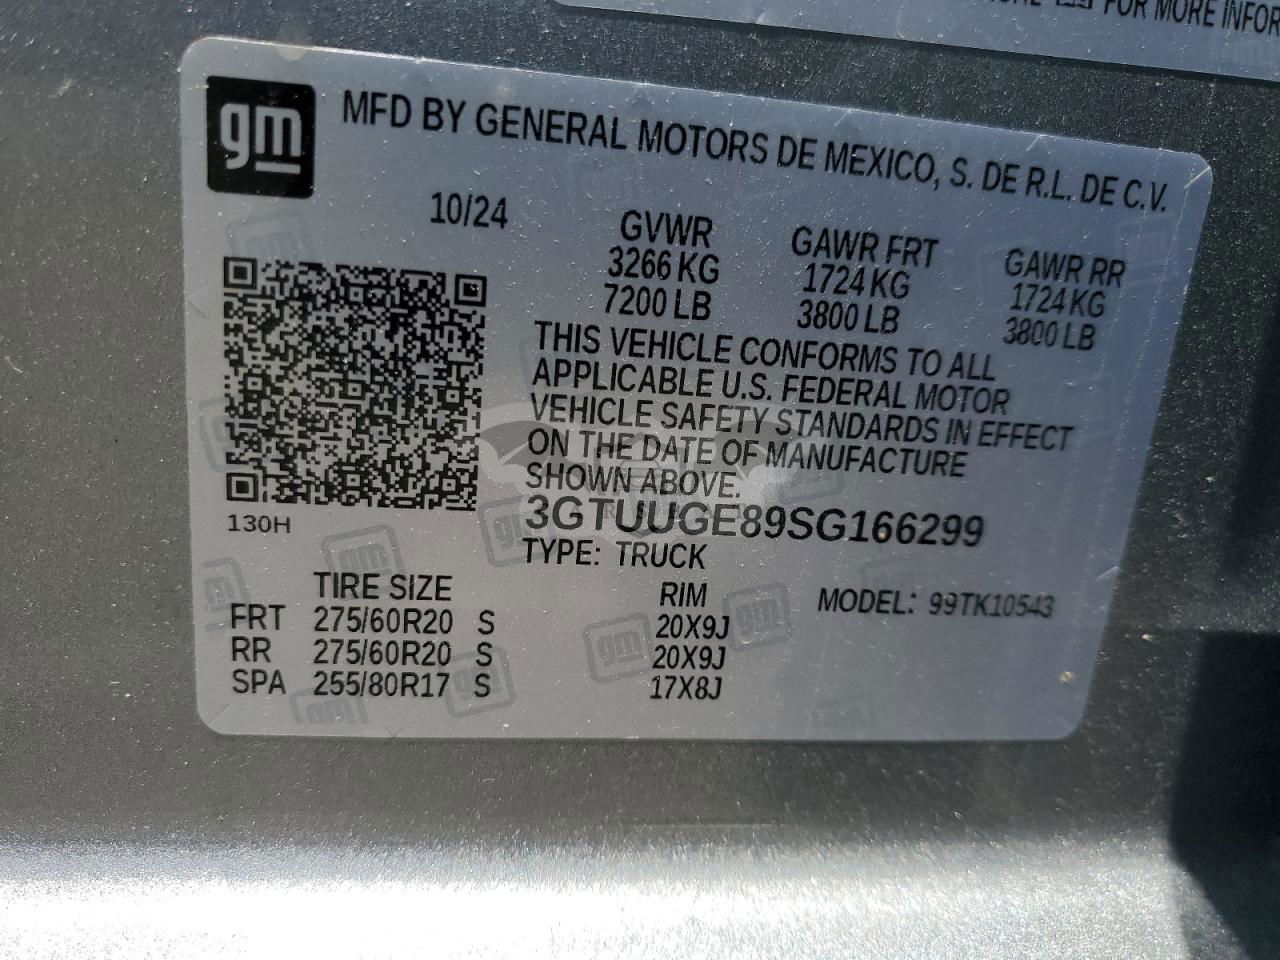 FOR MORE INFOR
gm
MFD BY GENERAL MOTORS DE MEXICO, S. DE R.L. DE C.V.
10/24
GVWR GAWR FRT GAWR RR
3266 KG 1724 KG 1724 KG
7200 LB 3800 LB 3800 LB
THIS VEHICLE CONFORMS TO ALL
APPLICABLE U.S. FEDERAL MOTOR
VEHICLE SAFETY STANDARDS IN EFFECT
ON THE DATE OF MANUFACTURE
SHOWN ABOVE.
3GTUUGE89SG166299
130H
TYPE: TRUCK
TIRE SIZE RIM MODEL: 99TK10543
FRT 275/60R20 S 20X9J
RR 275/60R20 S 20X9J
SPA 255/80R17 S 17X8J